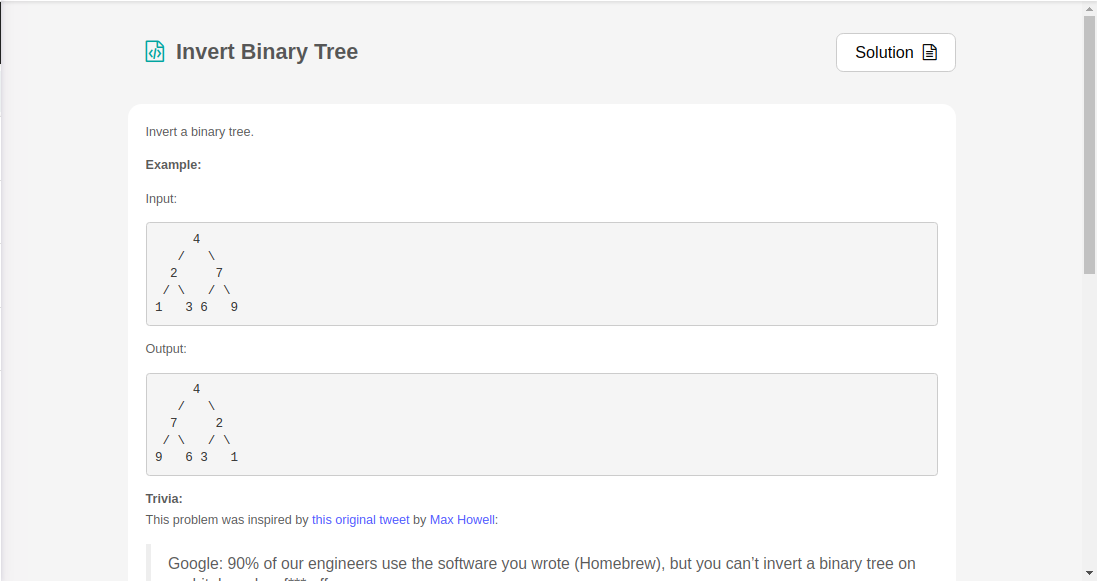 Invert Binary Tree
Solution
Invert a binary tree.
Example:
Input:
     4
   /   \
  2     7
 / \   / \
1   3 6   9
Output:
     4
   /   \
  7     2
 / \   / \
9   6 3   1
Trivia:
This problem was inspired by this original tweet by Max Howell:
Google: 90% of our engineers use the software you wrote (Homebrew), but you can’t invert a binary tree on